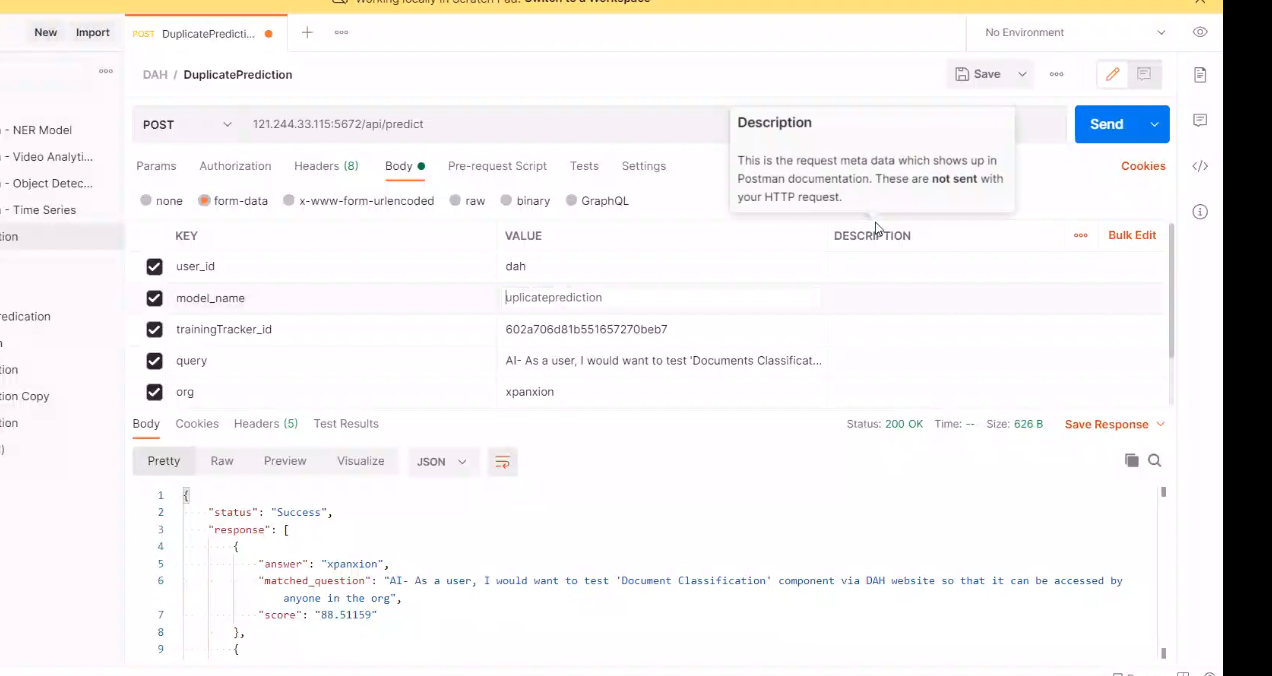 Working locally in Scratch Pad. Switch to a Workspace
New Import POST DuplicatePredicti... No Environment
DAH / DuplicatePrediction Save
- NER Model
- Video Analyti...
- Object Detec...
- Time Series
tion
redication
n
tion
tion Copy
tion
)
POST 121.244.33.115:5672/api/predict Send
Description
This is the request meta data which shows up in
Postman documentation. These are not sent with
your HTTP request.
Params Authorization Headers (8) Body Pre-request Script Tests Settings Cookies
none form-data x-www-form-urlencoded raw binary GraphQL
KEY VALUE DESCRIPTION Bulk Edit
user_id dah
model_name uplicateprediction
trainingTracker_id 602a706d81b551657270beb7
query AI- As a user, I would want to test 'Documents Classificat...
org xpanxion
Body Cookies Headers (5) Test Results Status: 200 OK Time: -- Size: 626 B Save Response
Pretty Raw Preview Visualize JSON
1 {
2 "status": "Success",
3 "response": [
4 {
5 "answer": "xpanxion",
6 "matched_question": "AI- As a user, I would want to test 'Document Classification' component via DAH website so that it can be accessed by
anyone in the org",
7 "score": "88.51159"
8 },
9 {